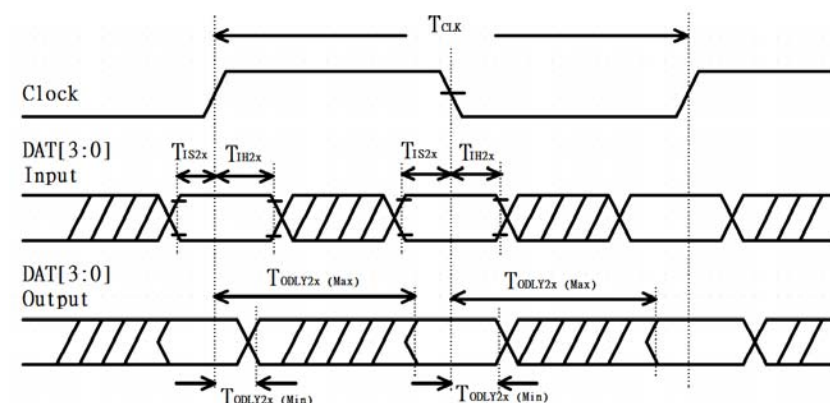 TCLK
Clock
DAT[3:0]
Input
TIS2x TIH2x TIS2x TIH2x
DAT[3:0]
Output
TODLY2x (Max) TODLY2x (Max)
TODLY2x (Min) TODLY2x (Min)